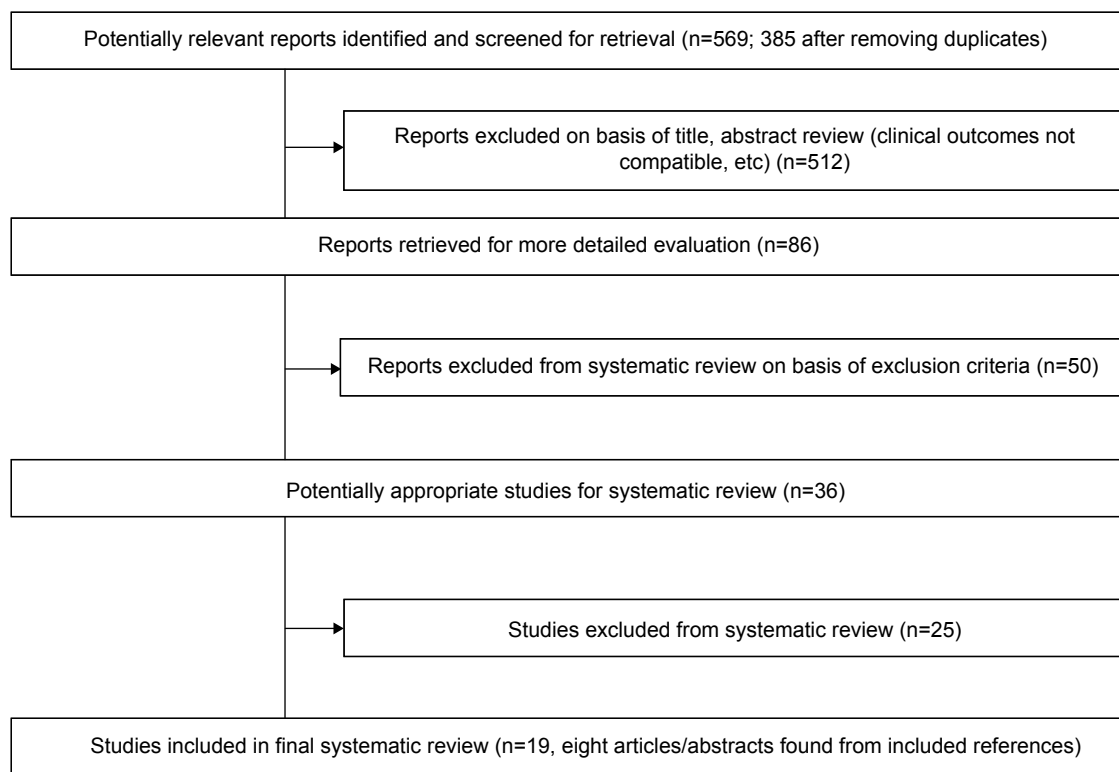 Potentially relevant reports identified and screened for retrieval (n=569; 385 after removing duplicates)
Reports excluded on basis of title, abstract review (clinical outcomes not
compatible, etc) (n=512)
Reports retrieved for more detailed evaluation (n=86)
Reports excluded from systematic review on basis of exclusion criteria (n=50)
Potentially appropriate studies for systematic review (n=36)
Studies excluded from systematic review (n=25)
Studies included in final systematic review (n=19, eight articles/abstracts found from included references)